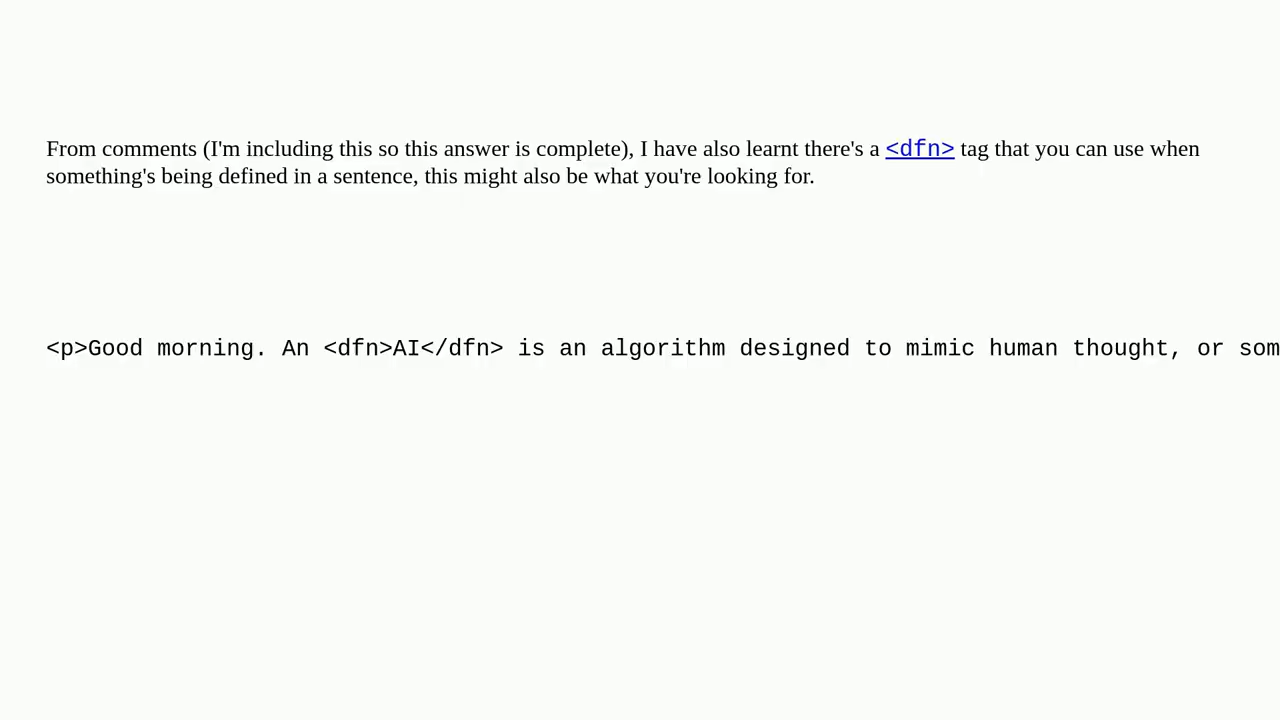 From comments (I'm including this so this answer is complete), I have also learnt there's a <dfn> tag that you can use when
something's being defined in a sentence, this might also be what you're looking for.
<p>Good morning. An <dfn>AI</dfn> is an algorithm designed to mimic human thought, or som